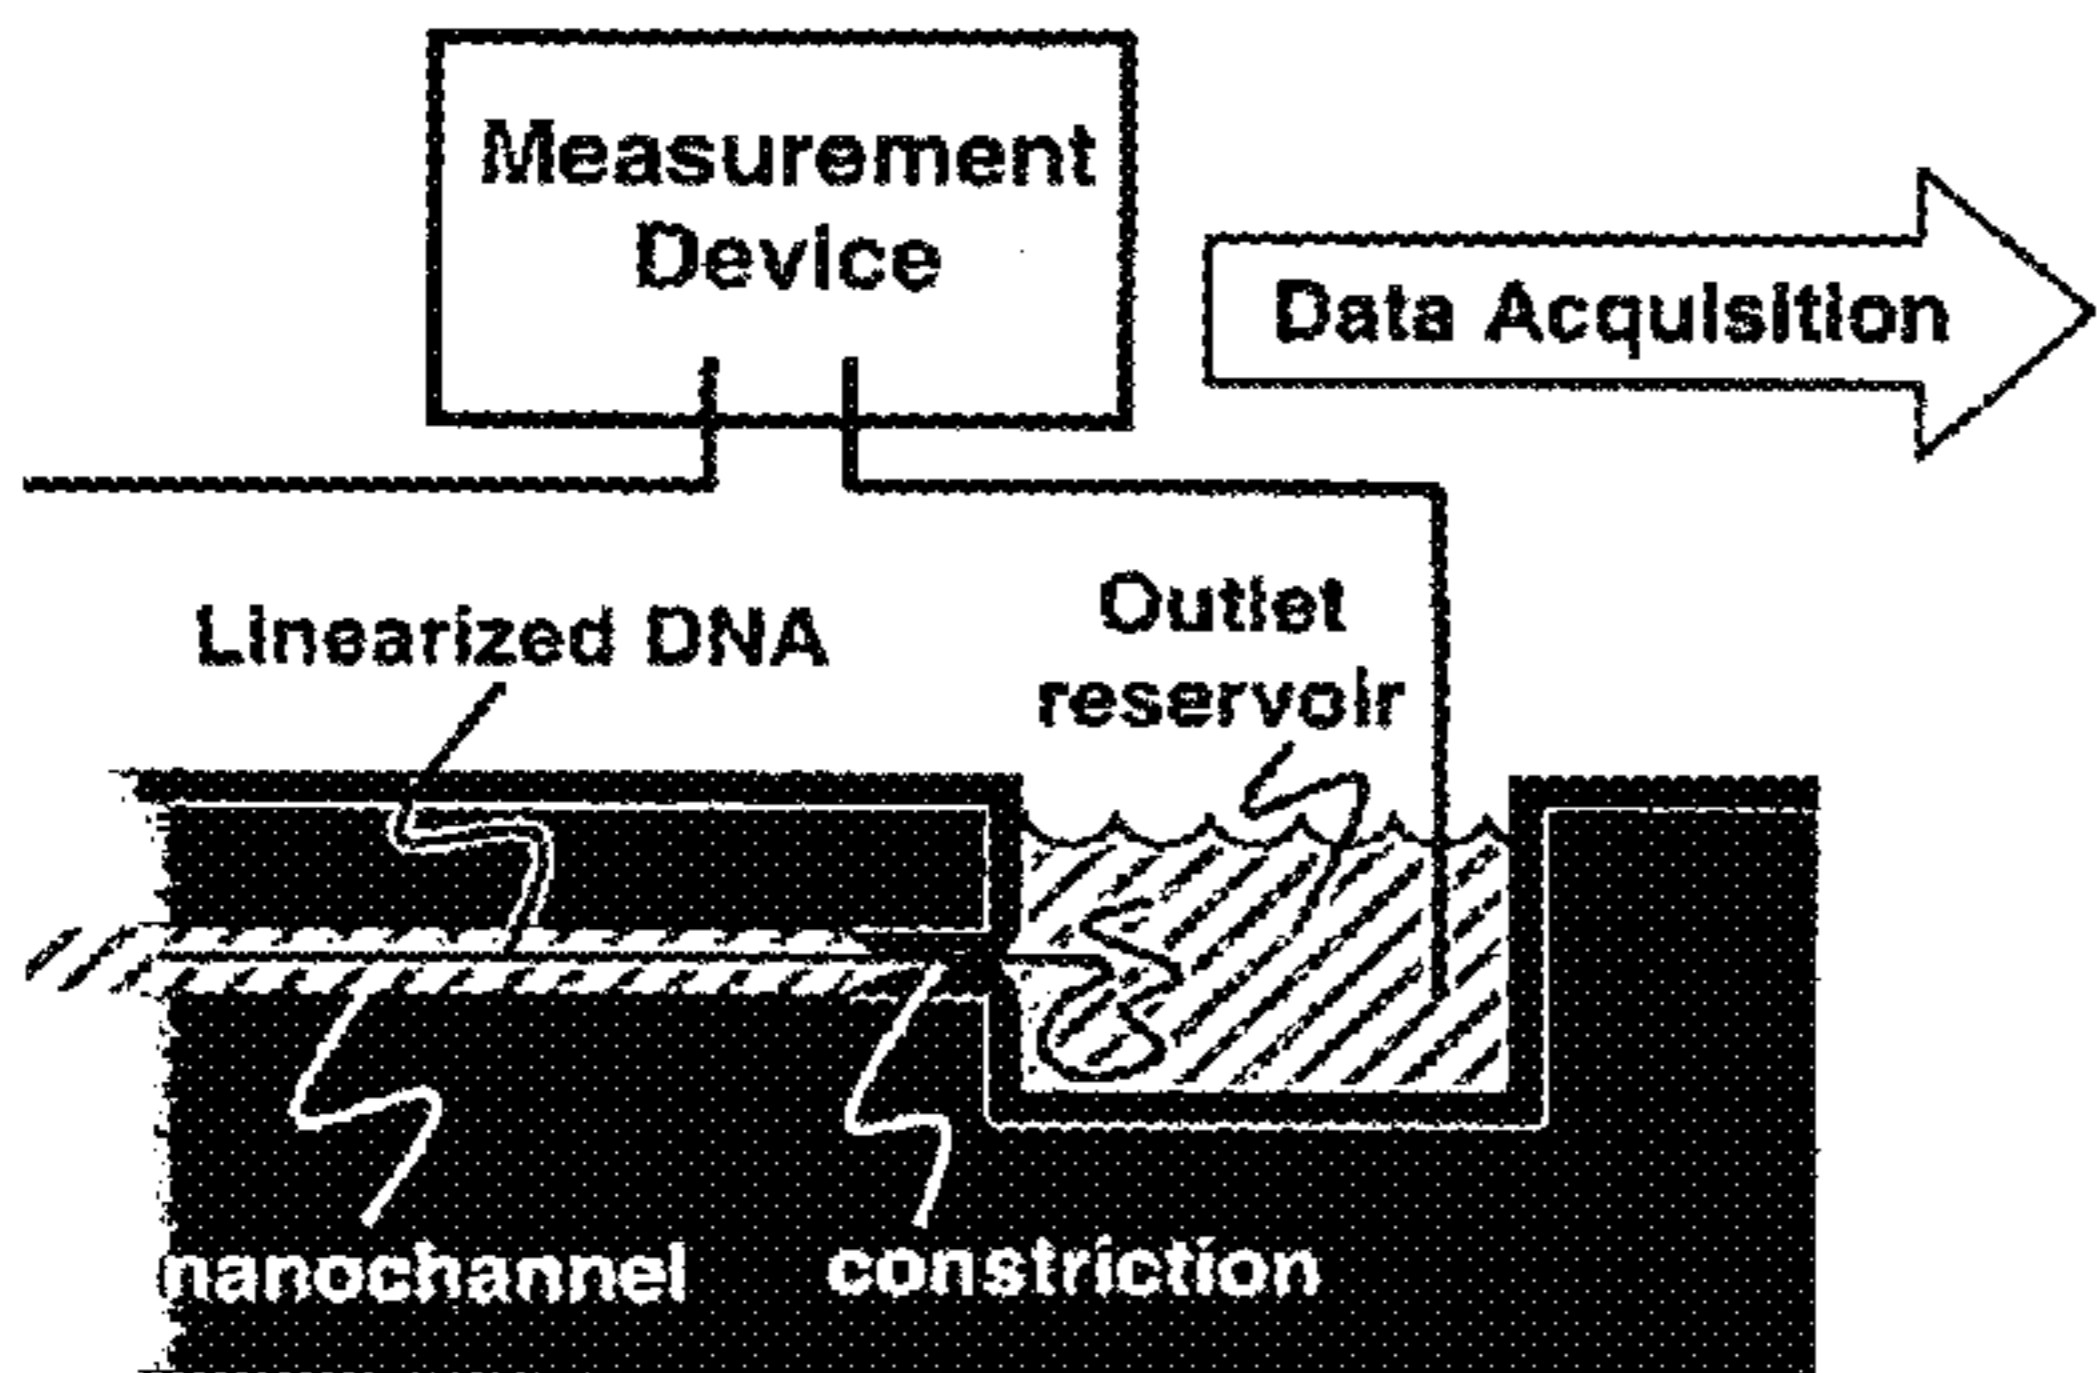 Measurement
Device
Data Acquisition
Linearized DNA
Outlet
reservoir
nanochannel
constriction